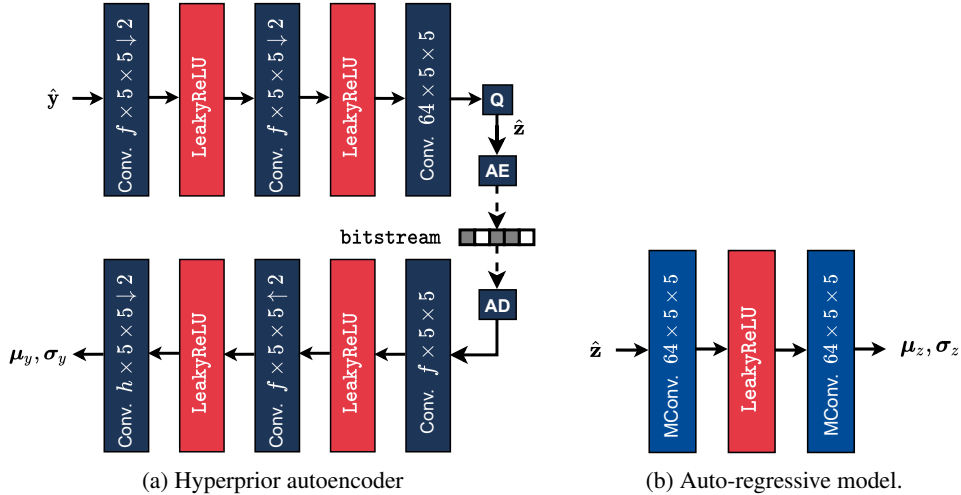 ŷ
Conv. f × 5 × 5 ↓ 2
LeakyReLU
Conv. f × 5 × 5 ↓ 2
LeakyReLU
Conv. 64 × 5 × 5
Q
ẑ
AE
bitstream
AD
Conv. f × 5 × 5
LeakyReLU
Conv. f × 5 × 5 ↑ 2
LeakyReLU
Conv. h × 5 × 5 ↓ 2
μ_y, σ_y
(a) Hyperprior autoencoder
ẑ
MConv. 64 × 5 × 5
LeakyReLU
MConv. 64 × 5 × 5
μ_z, σ_z
(b) Auto-regressive model.